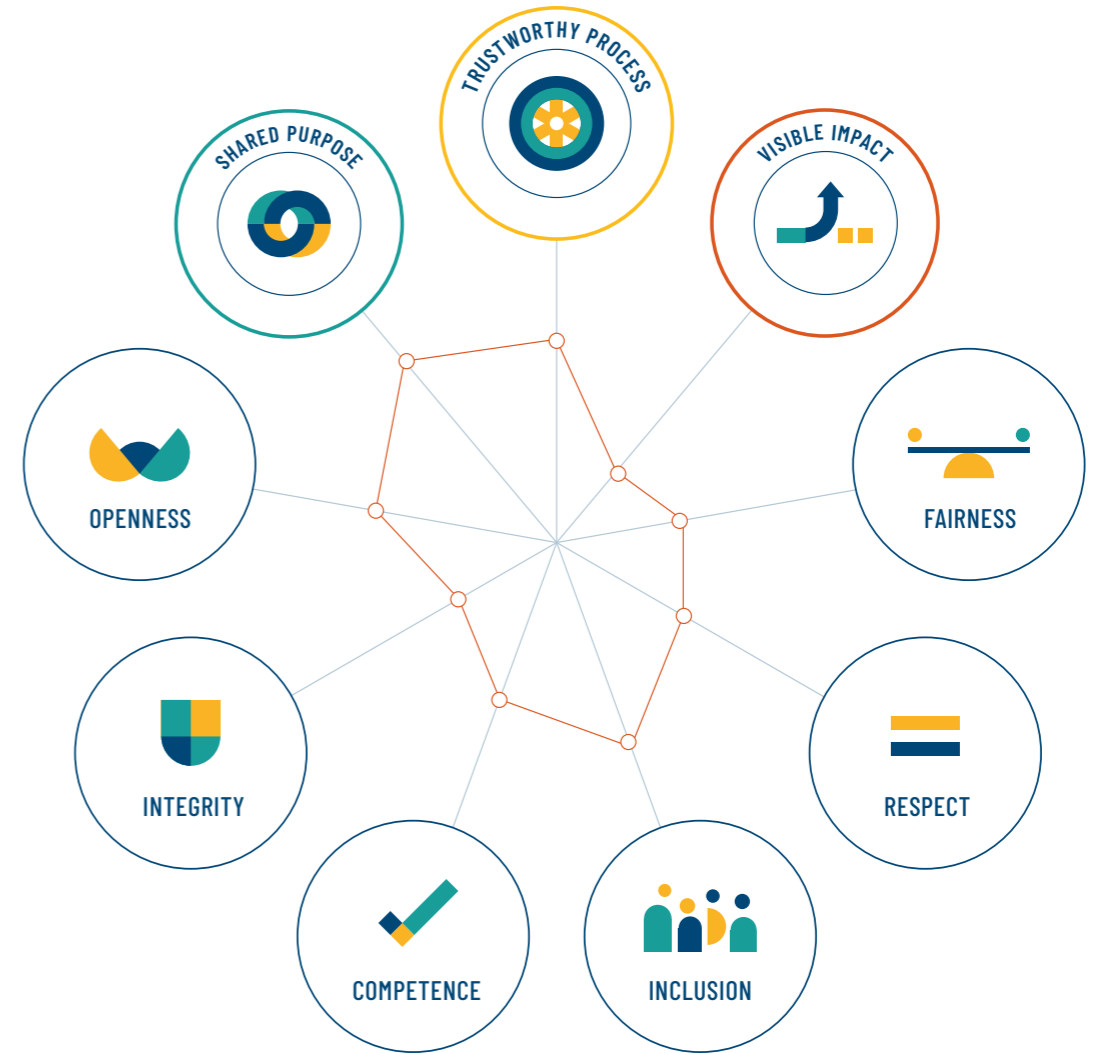 TRUSTWORTHY PROCESS
SHARED PURPOSE
VISIBLE IMPACT
OPENNESS
FAIRNESS
INTEGRITY
RESPECT
COMPETENCE
INCLUSION